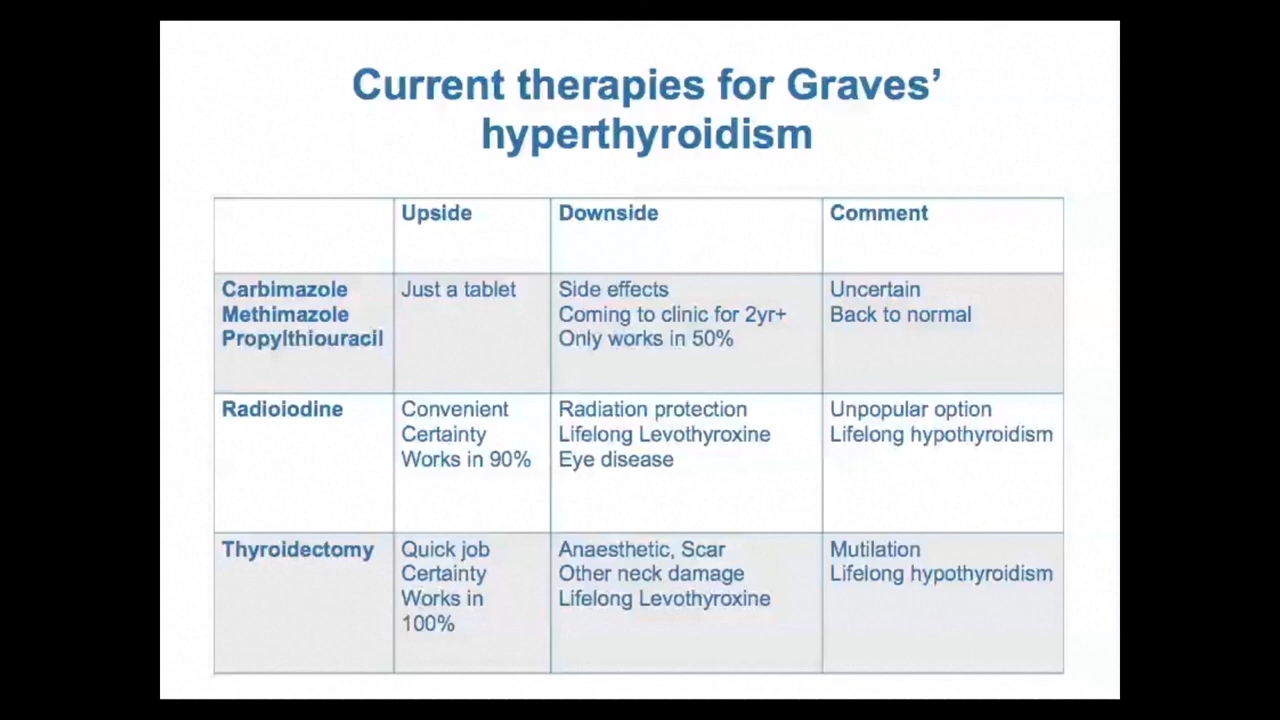 Current therapies for Graves’
hyperthyroidism
Upside
Downside
Comment
Carbimazole
Methimazole
Propylthiouracil
Just a tablet
Side effects
Coming to clinic for 2yr+
Only works in 50%
Uncertain
Back to normal
Radioiodine
Convenient
Certainty
Works in 90%
Radiation protection
Lifelong Levothyroxine
Eye disease
Unpopular option
Lifelong hypothyroidism
Thyroidectomy
Quick job
Certainty
Works in
100%
Anaesthetic, Scar
Other neck damage
Lifelong Levothyroxine
Mutilation
Lifelong hypothyroidism